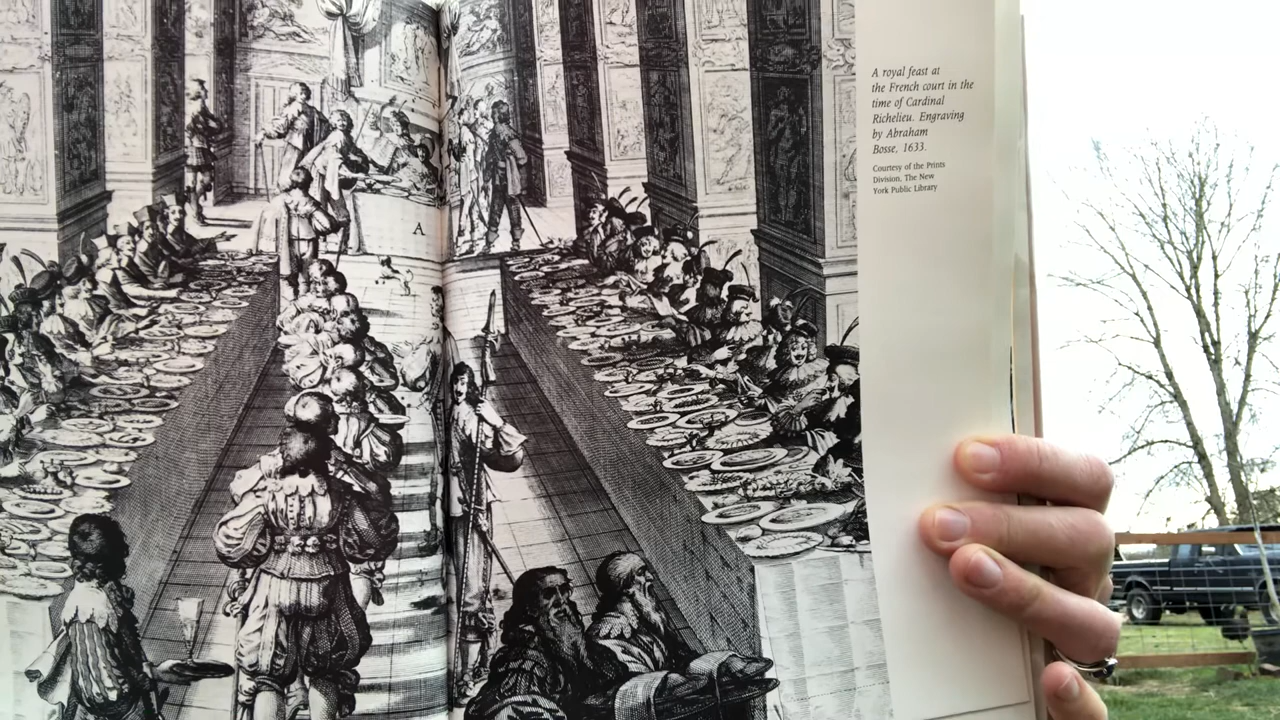 A
A royal feast at
the French court in the
time of Cardinal
Richelieu. Engraving
by Abraham
Bosse, 1633.
Courtesy of the Prints
Division, The New
York Public Library